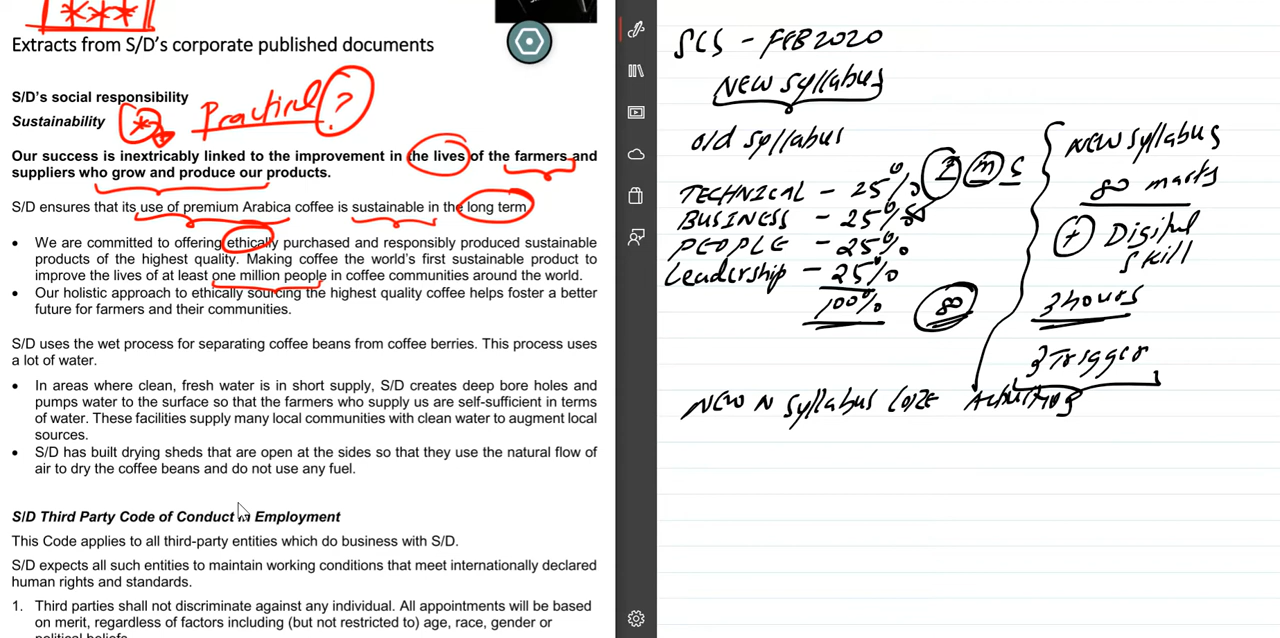 ***
Extracts from S/D's corporate published documents
S/D's social responsibility
Practical ?
Sustainability *
Our success is inextricably linked to the improvement in the lives of the farmers and
suppliers who grow and produce our products.
S/D ensures that its use of premium Arabica coffee is sustainable in the long term
• We are committed to offering ethically purchased and responsibly produced sustainable
products of the highest quality. Making coffee the world's first sustainable product to
improve the lives of at least one million people in coffee communities around the world.
• Our holistic approach to ethically sourcing the highest quality coffee helps foster a better
future for farmers and their communities.
S/D uses the wet process for separating coffee beans from coffee berries. This process uses
a lot of water.
• In areas where clean, fresh water is in short supply, S/D creates deep bore holes and
pumps water to the surface so that the farmers who supply us are self-sufficient in terms
of water. These facilities supply many local communities with clean water to augment local
sources.
• S/D has built drying sheds that are open at the sides so that they use the natural flow of
air to dry the coffee beans and do not use any fuel.
S/D Third Party Code of Conduct in Employment
This Code applies to all third-party entities which do business with S/D.
S/D expects all such entities to maintain working conditions that meet internationally declared
human rights and standards.
1. Third parties shall not discriminate against any individual. All appointments will be based
on merit, regardless of factors including (but not restricted to) age, race, gender or
political beliefs
SCS - FEB 2020
NEW syllabus
old syllabus
TECHNICAL - 25%
BUSINESS - 25%
PEOPLE - 25%
Leadership - 25%
100%
80
E m S
NEW Syllabus
80 marks
+ Digital
skill
3 hours
3 Trigger
NEW N Syllabus CORE Activities